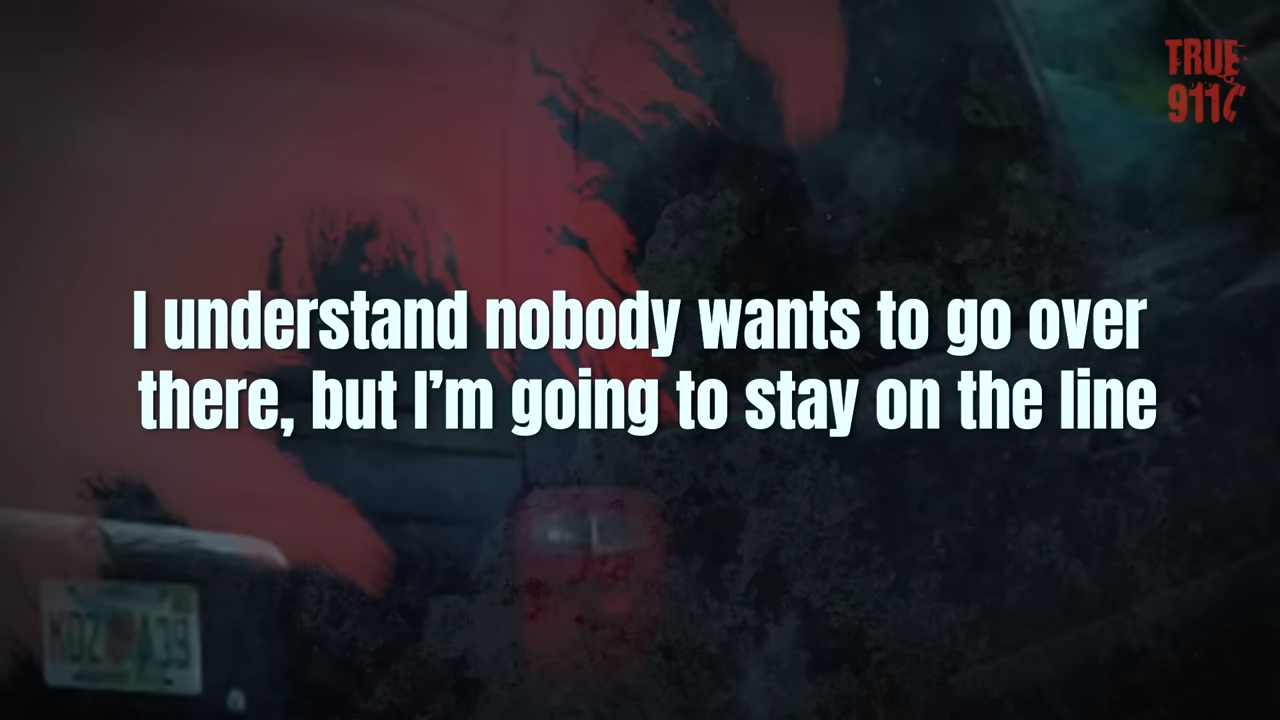 TRUE
911
I understand nobody wants to go over
there, but I’m going to stay on the line